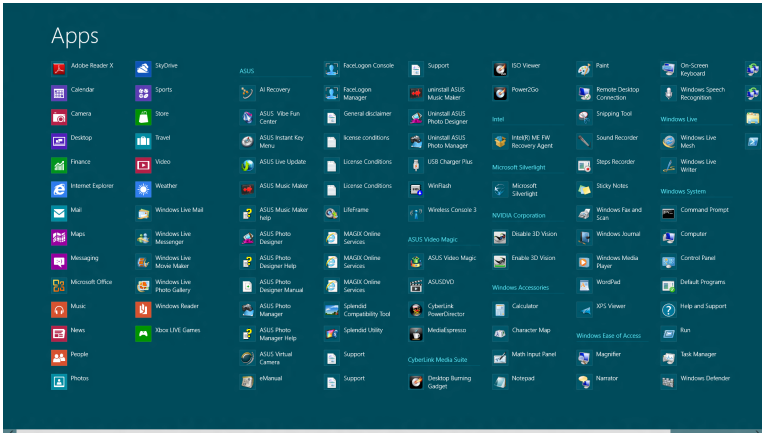 Apps
Adobe Reader X
Calendar
Camera
Desktop
Finance
Internet Explorer
Mail
Maps
Messaging
Microsoft Office
Music
News
People
Photos
SkyDrive
Sports
Store
Travel
Video
Weather
Windows Live Mail
Windows Live
Messenger
Windows Live
Movie Maker
Windows Live
Photo Gallery
Windows Reader
Xbox LIVE Games
ASUS
AI Recovery
ASUS Vibe Fun
Center
ASUS Instant Key
Menu
ASUS Live Update
ASUS Music Maker
ASUS Music Maker
help
ASUS Photo
Designer
ASUS Photo
Designer Help
ASUS Photo
Designer Manual
ASUS Photo
Manager
ASUS Photo
Manager Help
ASUS Virtual
Camera
eManual
FaceLogon Console
FaceLogon
Manager
General disclaimer
license conditions
License Conditions
License Conditions
LifeFrame
MAGIX Online
Services
MAGIX Online
Services
MAGIX Online
Services
Splendid
Compatibility Tool
Splendid Utility
Support
Support
Support
uninstall ASUS
Music Maker
Uninstall ASUS
Photo Designer
Uninstall ASUS
Photo Manager
USB Charger Plus
WinFlash
Wireless Console 3
ASUS Video Magic
ASUS Video Magic
ASUSDVD
CyberLink
PowerDirector
MediaEspresso
CyberLink Media Suite
Desktop Burning
Gadget
ISO Viewer
Power2Go
Intel
Intel(R) ME FW
Recovery Agent
Microsoft Silverlight
Microsoft
Silverlight
NVIDIA Corporation
Disable 3D Vision
Enable 3D Vision
Windows Accessories
Calculator
Character Map
Math Input Panel
Notepad
Paint
Remote Desktop
Connection
Snipping Tool
Sound Recorder
Steps Recorder
Sticky Notes
Windows Fax and
Scan
Windows Journal
Windows Media
Player
WordPad
XPS Viewer
Windows Ease of Access
Magnifier
Narrator
On-Screen
Keyboard
Windows Speech
Recognition
Windows Live
Windows Live
Mesh
Windows Live
Writer
Windows System
Command Prompt
Computer
Control Panel
Default Programs
Help and Support
Run
Task Manager
Windows Defender